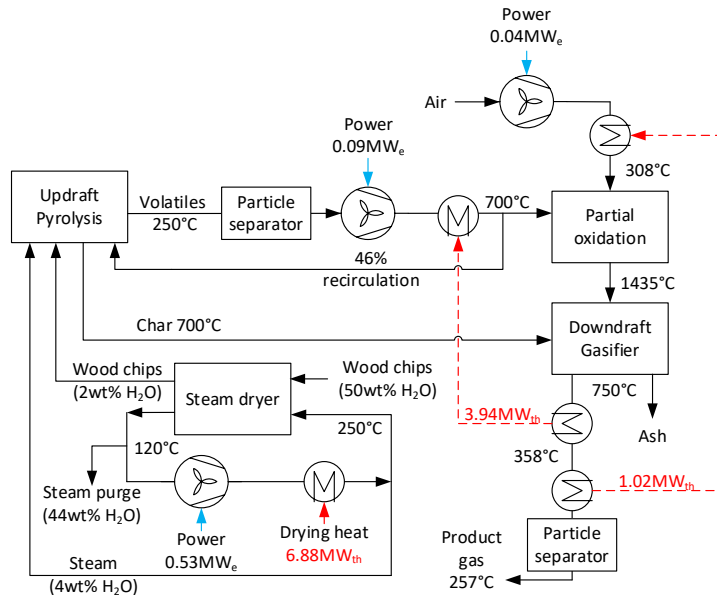 Power
0.04MWₑ
Air
Power
0.09MWₑ
308°C
Updraft
Pyrolysis
Volatiles
250°C
Particle
separator
700°C
Partial
oxidation
46%
recirculation
1435°C
Char 700°C
Downdraft
Gasifier
Wood chips
(2wt% H₂O)
Steam dryer
Wood chips
(50wt% H₂O)
750°C
3.94MWₜₕ
Ash
250°C
120°C
358°C
Steam purge
(44wt% H₂O)
1.02MWₜₕ
Power
0.53MWₑ
Drying heat
6.88MWₜₕ
Product
gas
257°C
Particle
separator
Steam
(4wt% H₂O)